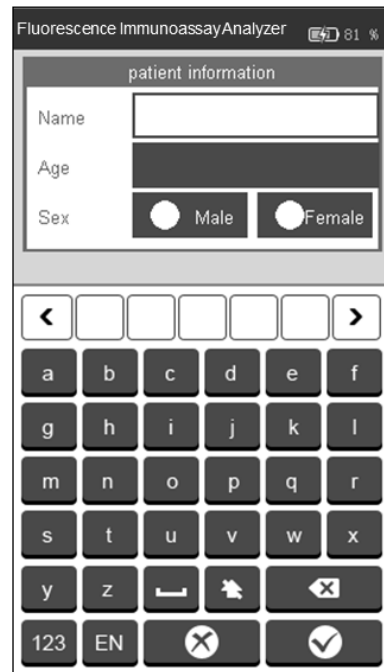 Fluorescence Immunoassay Analyzer 81 %
patient information
Name
Age
Sex Male Female
< >
a b c d e f
g h i j k l
m n o p q r
s t u v w x
y z
123 EN